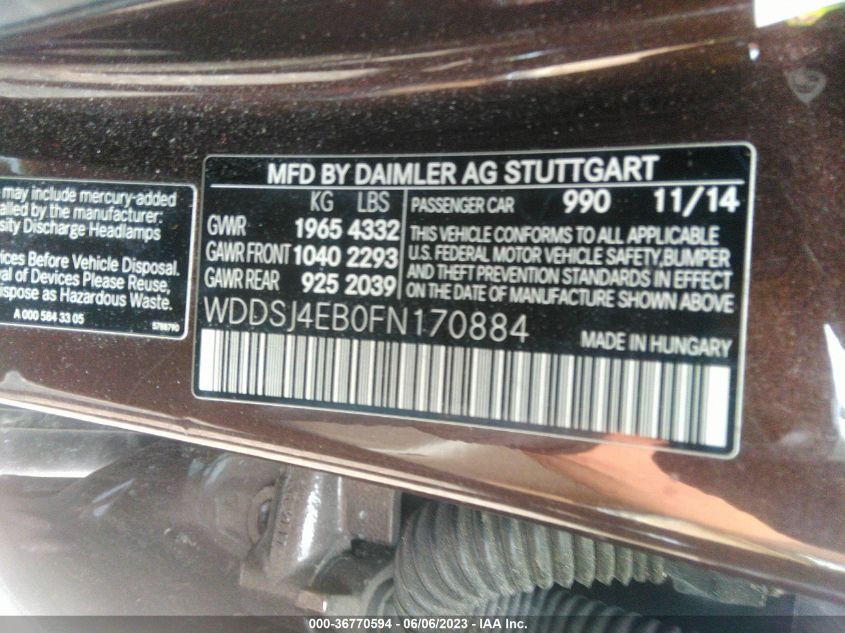 may include mercury-added
by the manufacturer:
Discharge Headlamps
Before Vehicle Disposal.
of Devices Please Reuse,
as Hazardous Waste.
A 000 584 33 05
MFD BY DAIMLER AG STUTTGART
KG LBS
GVWR 1965 4332
GAWR FRONT 1040 2293
GAWR REAR 925 2039
PASSENGER CAR 990 11/14
THIS VEHICLE CONFORMS TO ALL APPLICABLE
U.S. FEDERAL MOTOR VEHICLE SAFETY,BUMPER
AND THEFT PREVENTION STANDARDS IN EFFECT
ON THE DATE OF MANUFACTURE SHOWN ABOVE
WDDSJ4EB0FN170884
MADE IN HUNGARY
000-36770594 - 06/06/2023 - IAA Inc.